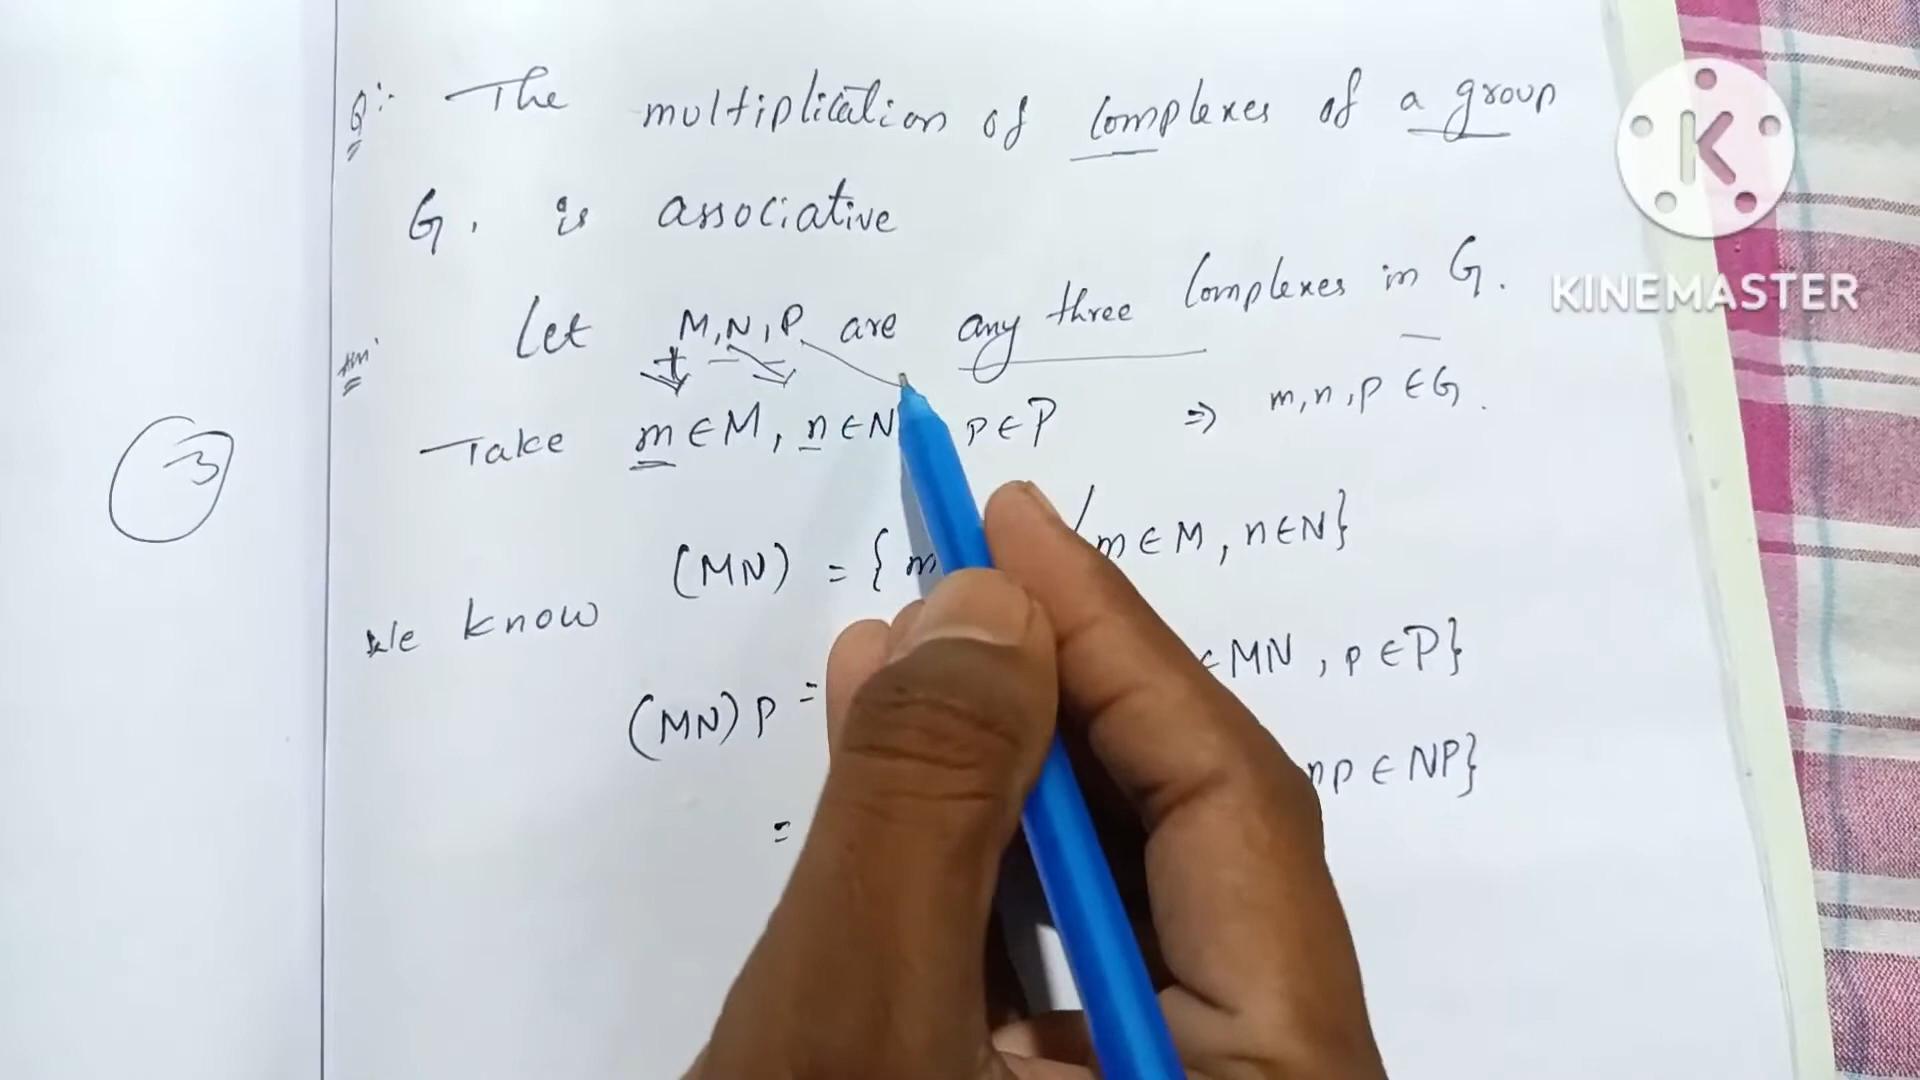 Q:- The multiplication of complexes of a group
G, is associative
Ans: Let M,N,P are any three Complexes in G.
Take m∈M, n∈N p∈P ⇒ m,n,p ∈G.
3
(MN) = { m / m∈M, n∈N}
We know
(MN)P = ∈MN, p∈P}
= np ∈ NP}
K
KINEMASTER